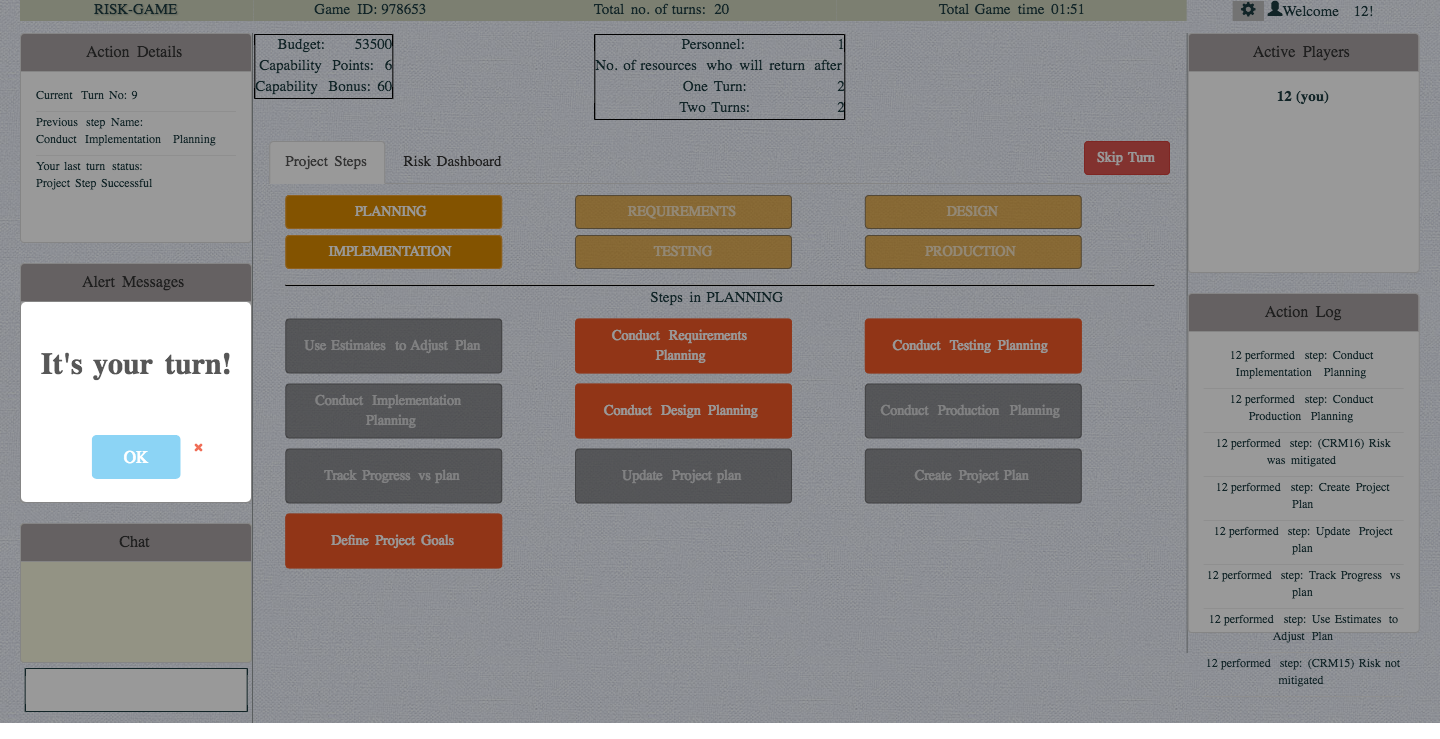 RISK-GAME
Game ID: 978653
Total no. of turns: 20
Total Game time 01:51
Welcome 12!
Action Details
Current Turn No: 9
Previous step Name:
Conduct Implementation Planning
Your last turn status:
Project Step Successful
Budget: 53500
Capability Points: 6
Capability Bonus: 60
Personnel: 1
No. of resources who will return after
One Turn: 2
Two Turns: 2
Active Players
12 (you)
Project Steps
Risk Dashboard
Skip Turn
PLANNING
REQUIREMENTS
DESIGN
IMPLEMENTATION
TESTING
PRODUCTION
Steps in PLANNING
Use Estimates to Adjust Plan
Conduct Requirements
Planning
Conduct Testing Planning
Conduct Implementation
Planning
Conduct Design Planning
Conduct Production Planning
Track Progress vs plan
Update Project plan
Create Project Plan
Define Project Goals
Alert Messages
It's your turn!
OK
Chat
Action Log
12 performed step: Conduct
Implementation Planning
12 performed step: Conduct
Production Planning
12 performed step: (CRM16) Risk
was mitigated
12 performed step: Create Project
Plan
12 performed step: Update Project
plan
12 performed step: Track Progress vs
plan
12 performed step: Use Estimates to
Adjust Plan
12 performed step: (CRM15) Risk not
mitigated